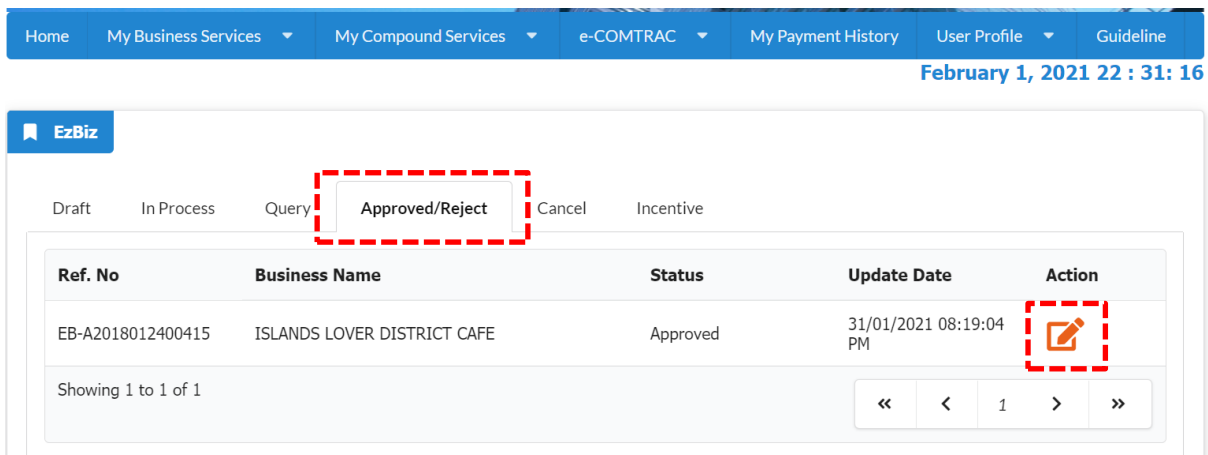 Home My Business Services My Compound Services e-COMTRAC My Payment History User Profile Guideline
February 1, 2021 22 : 31: 16
EzBiz
Draft In Process Query Approved/Reject Cancel Incentive
Ref. No Business Name Status Update Date Action
EB-A2018012400415 ISLANDS LOVER DISTRICT CAFE Approved 31/01/2021 08:19:04
PM
Showing 1 to 1 of 1
« < 1 > »